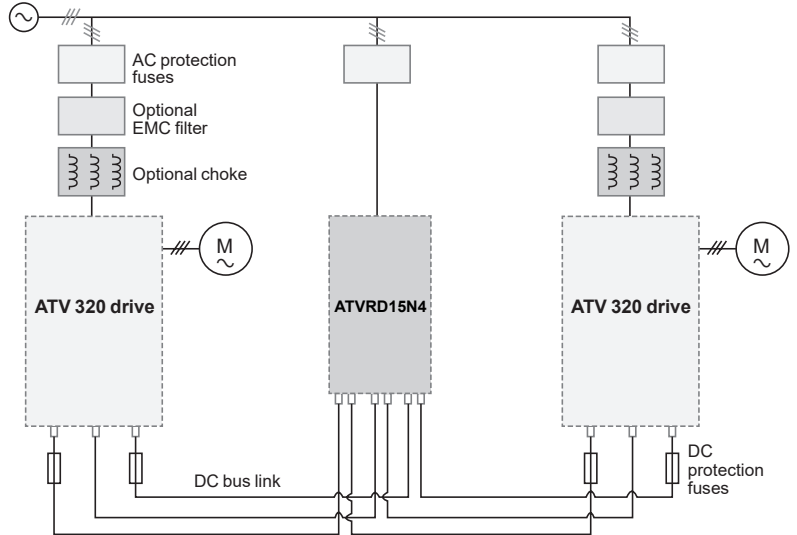 AC protection
fuses
Optional
EMC filter
Optional choke
M
M
ATV 320 drive
ATVRD15N4
ATV 320 drive
DC bus link
DC
protection
fuses